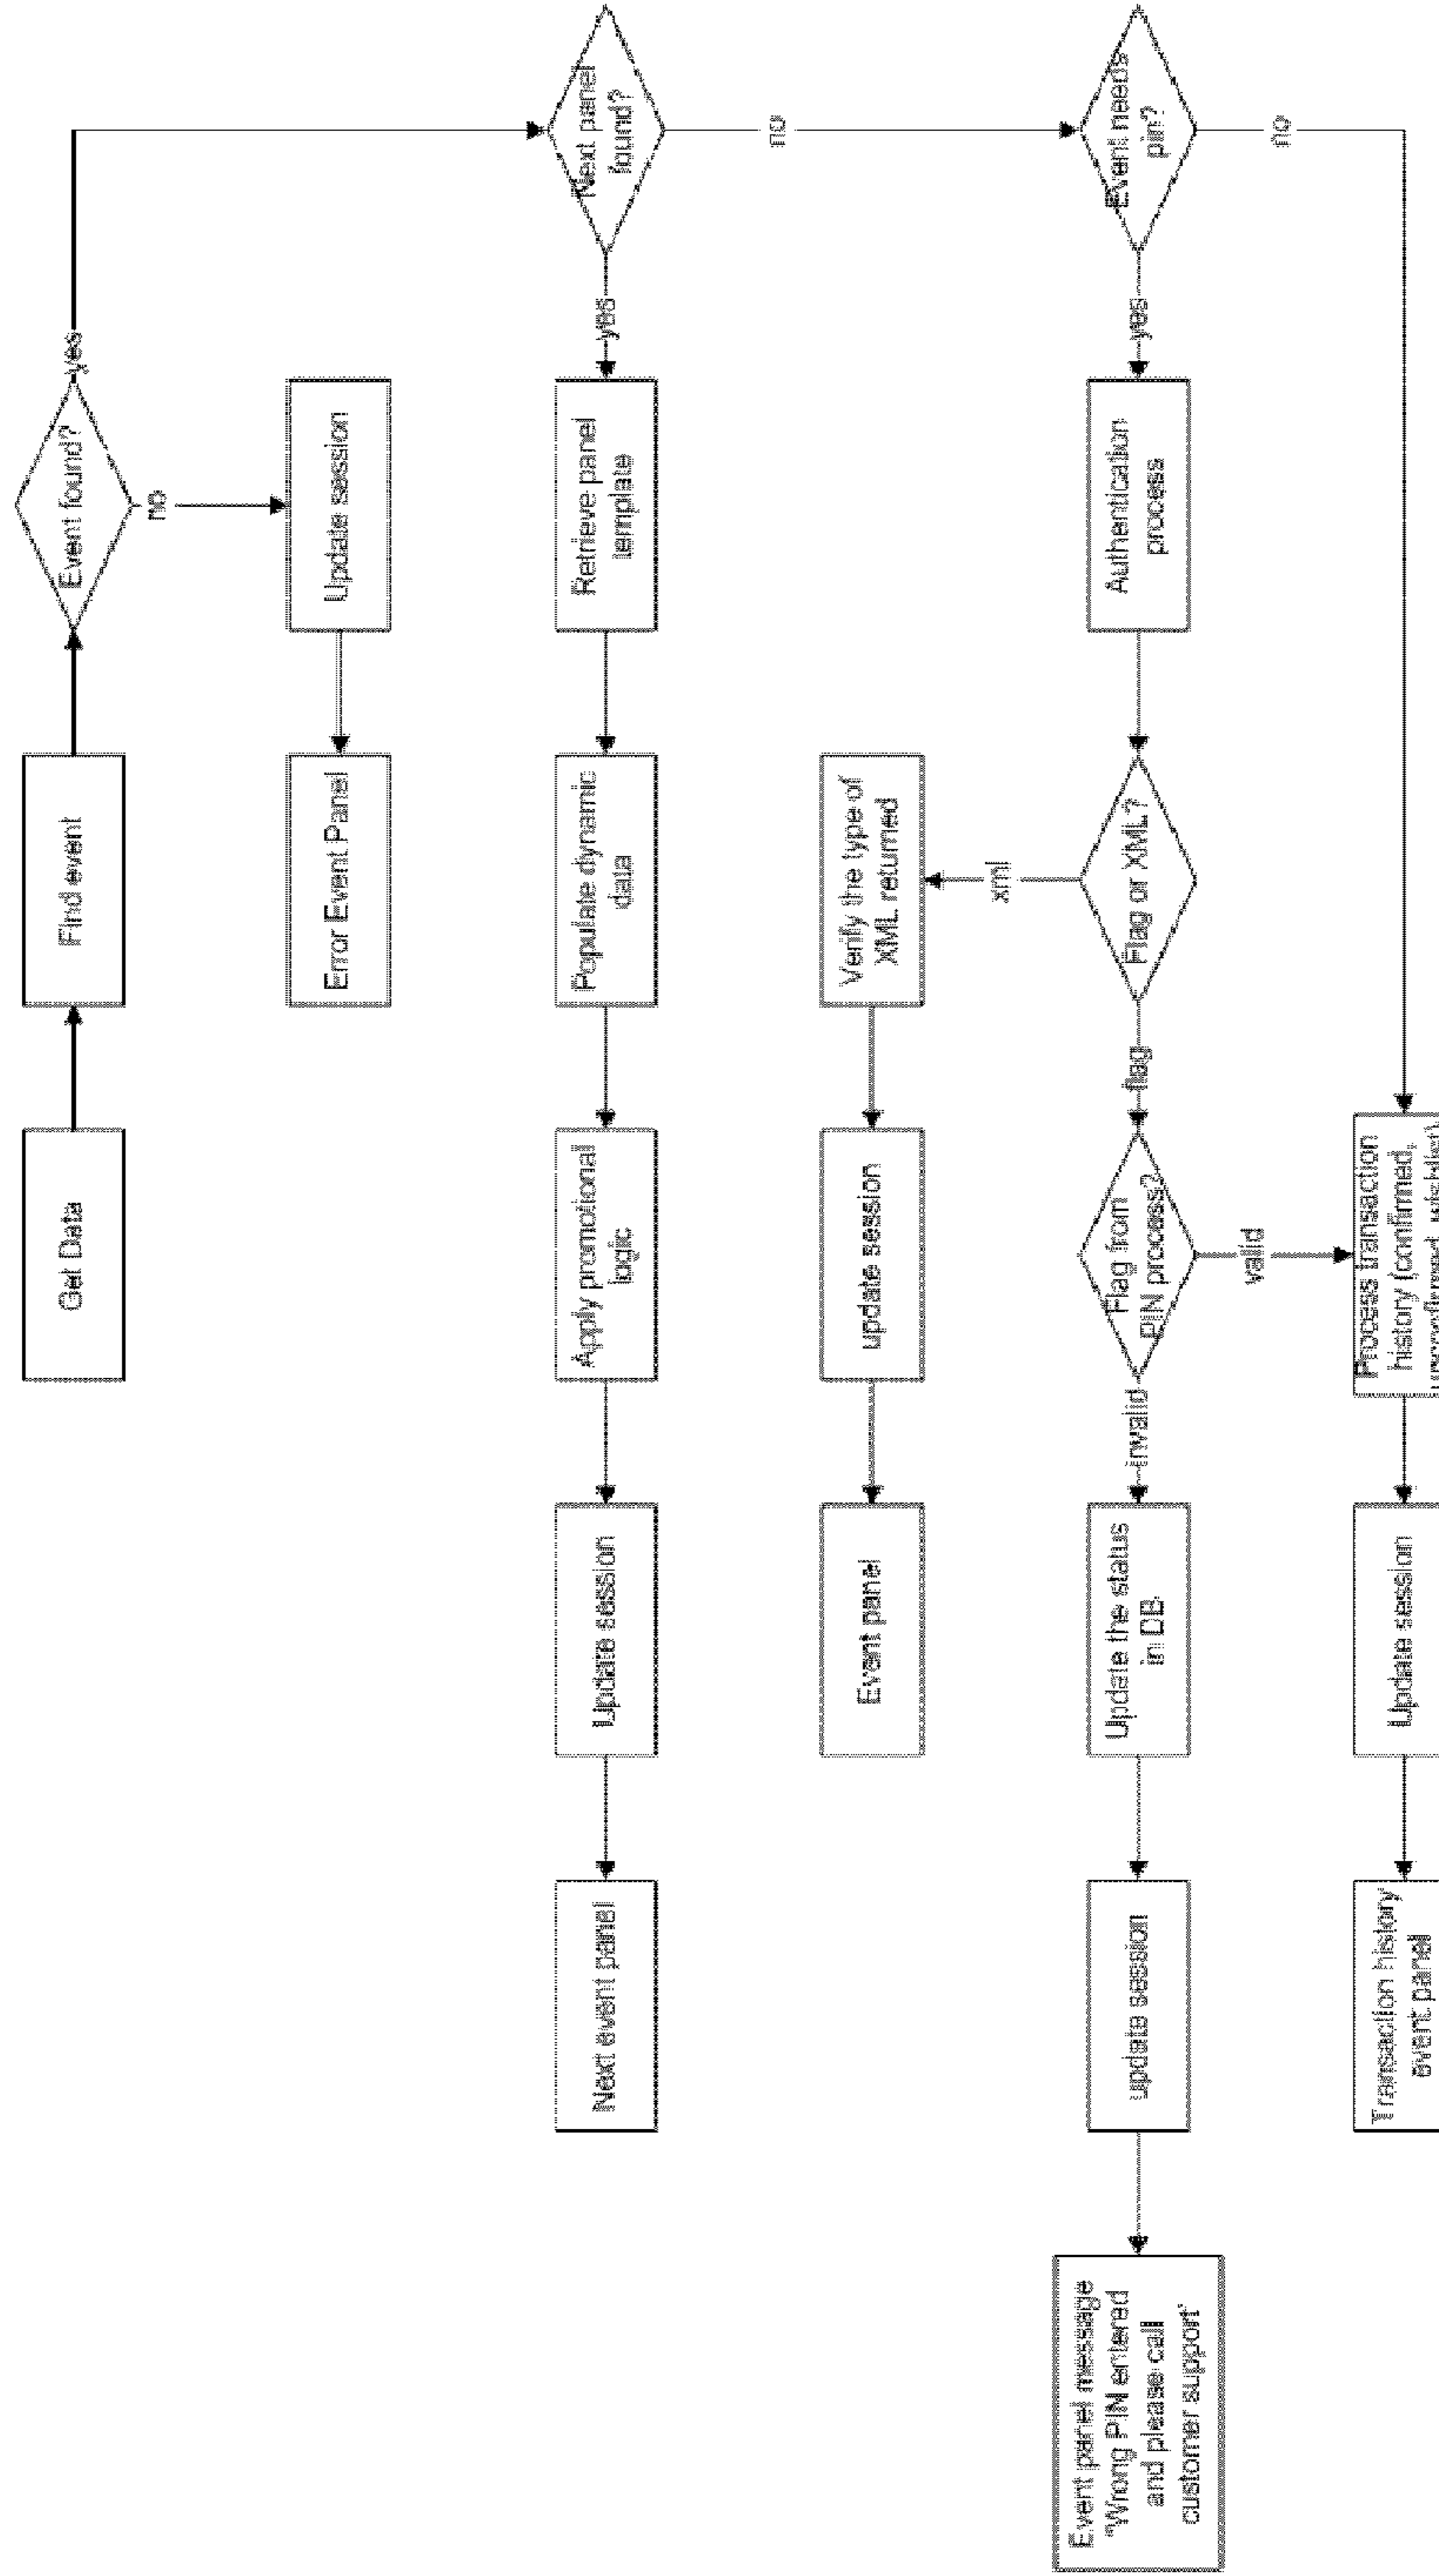 Get Data
Find event
Event found?
yes
no
Update session
Error Event Panel
Next panel
found?
yes
no
Retrieve panel
template
Populate dynamic
data
Apply promotional
logic
Update session
Next event panel
Event needs
pin?
yes
no
Authentication
process
Flag or XML?
xml
flag
Verify the type of
XML returned
update session
Event panel
Flag from
PIN process?
valid
invalid
Update the status
in DB
update session
Event panel message
"Wrong PIN entered
and please call
customer support"
Process transaction
history (confirmed,
Update session
Transaction history
event panel